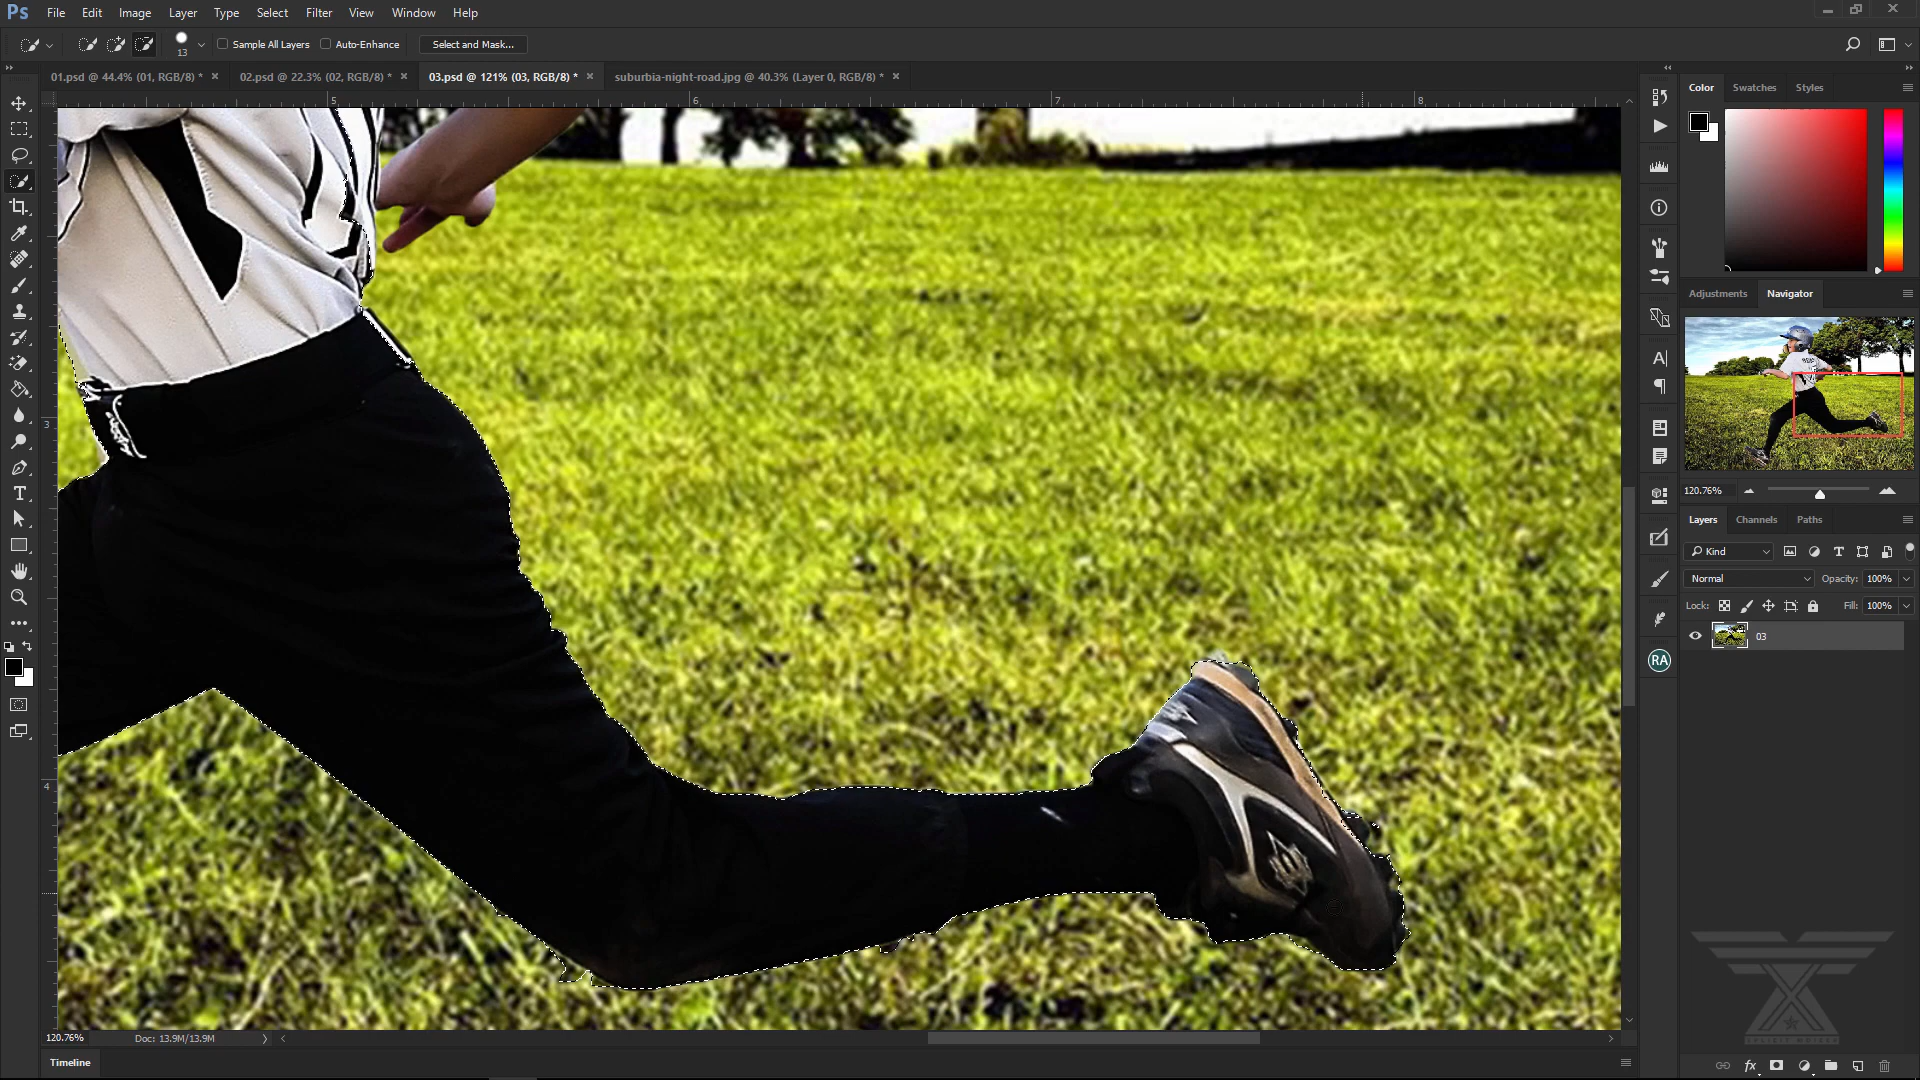 Ps File Edit Image Layer Type Select Filter View Window Help
13 Sample All Layers Auto-Enhance Select and Mask...
01.psd @ 44.4% (01, RGB/8) * × 02.psd @ 22.3% (02, RGB/8) * × 03.psd @ 121% (03, RGB/8) * × suburbia-night-road.jpg @ 40.3% (Layer 0, RGB/8) * ×
5 6 7 8
Color Swatches Styles
Adjustments Navigator
3
120.76%
Layers Channels Paths
Kind
Normal Opacity: 100%
Lock: Fill: 100%
03
RA
4
120.76% Doc: 13.9M/13.9M
Timeline